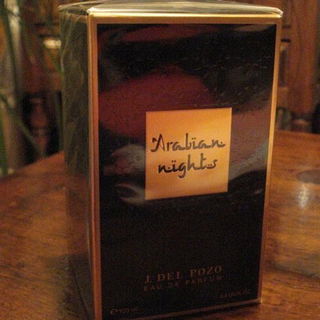 Arabian
nights
J. DEL POZO
EAU DE PARFUM